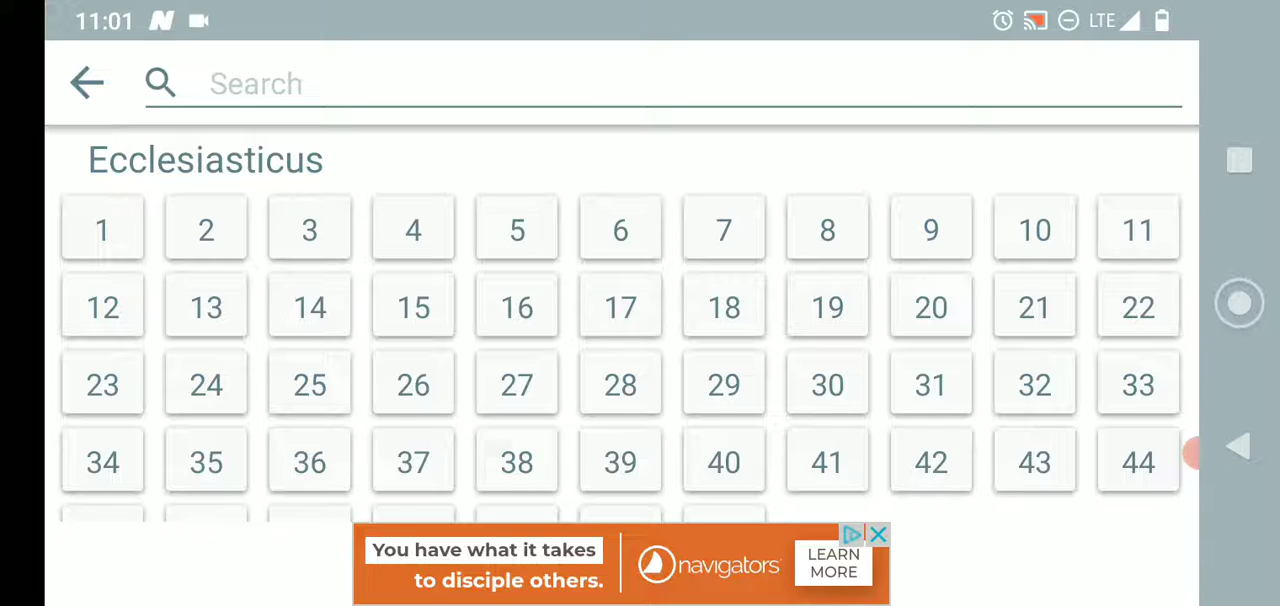 11:01 LTE
Search
Ecclesiasticus
1 2 3 4 5 6 7 8 9 10 11
12 13 14 15 16 17 18 19 20 21 22
23 24 25 26 27 28 29 30 31 32 33
34 35 36 37 38 39 40 41 42 43 44
You have what it takes
to disciple others.
navigators
LEARN
MORE